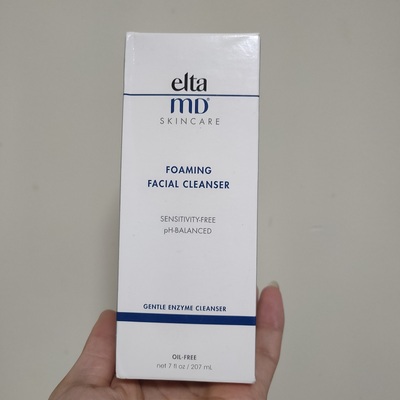 elta
MD®
SKINCARE
FOAMING
FACIAL CLEANSER
SENSITIVITY-FREE
pH-BALANCED
GENTLE ENZYME CLEANSER
OIL-FREE
net 7 fl oz / 207 mL